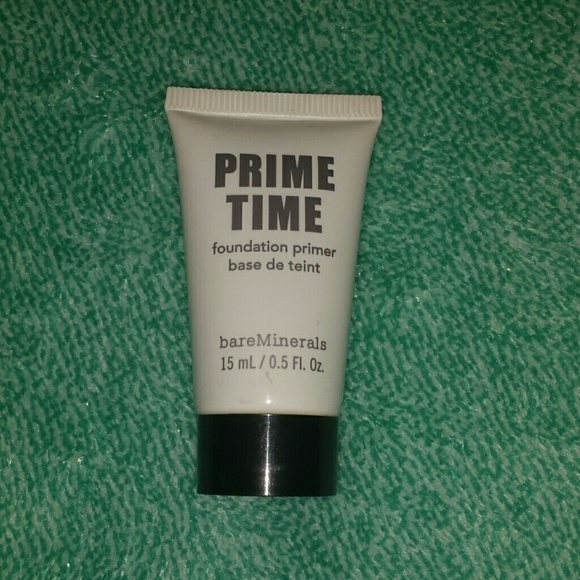 PRIME
TIME
foundation primer
base de teint
bareMinerals
15 mL / 0.5 Fl. Oz.